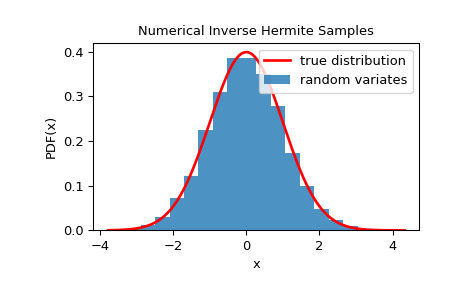 Numerical Inverse Hermite Samples
true distribution
random variates
PDF(x)
0.4
0.3
0.2
0.1
0.0
−4
−2
0
2
4
x